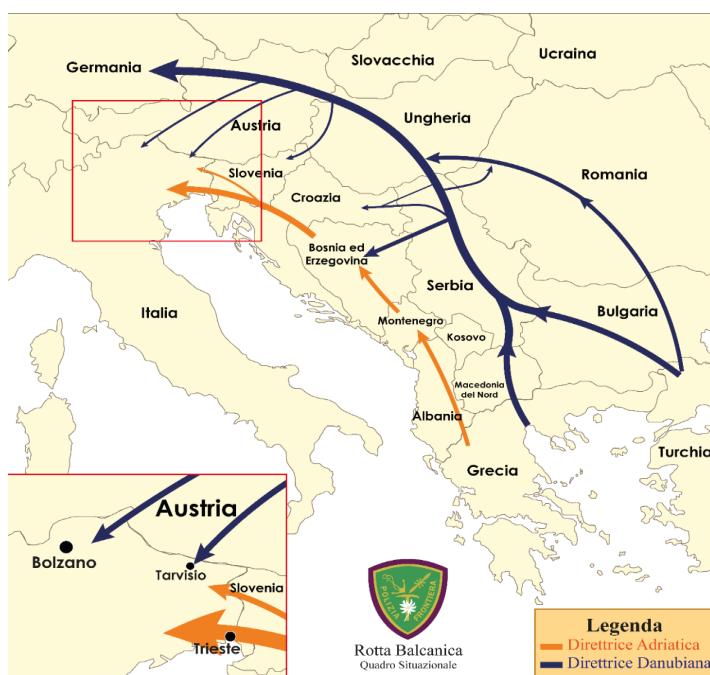 Germania
Slovacchia
Ucraina
Austria
Ungheria
Slovenia
Croazia
Romania
Bosnia ed
Erzegovina
Serbia
Italia
Montenegro
Bulgaria
Kosovo
Macedonia
del Nord
Albania
Grecia
Turchia
Austria
Bolzano
Tarvisio
Slovenia
Trieste
POLIZIA
FRONTIERA
Rotta Balcanica
Quadro Situazionale
Legenda
Direttrice Adriatica
Direttrice Danubiana